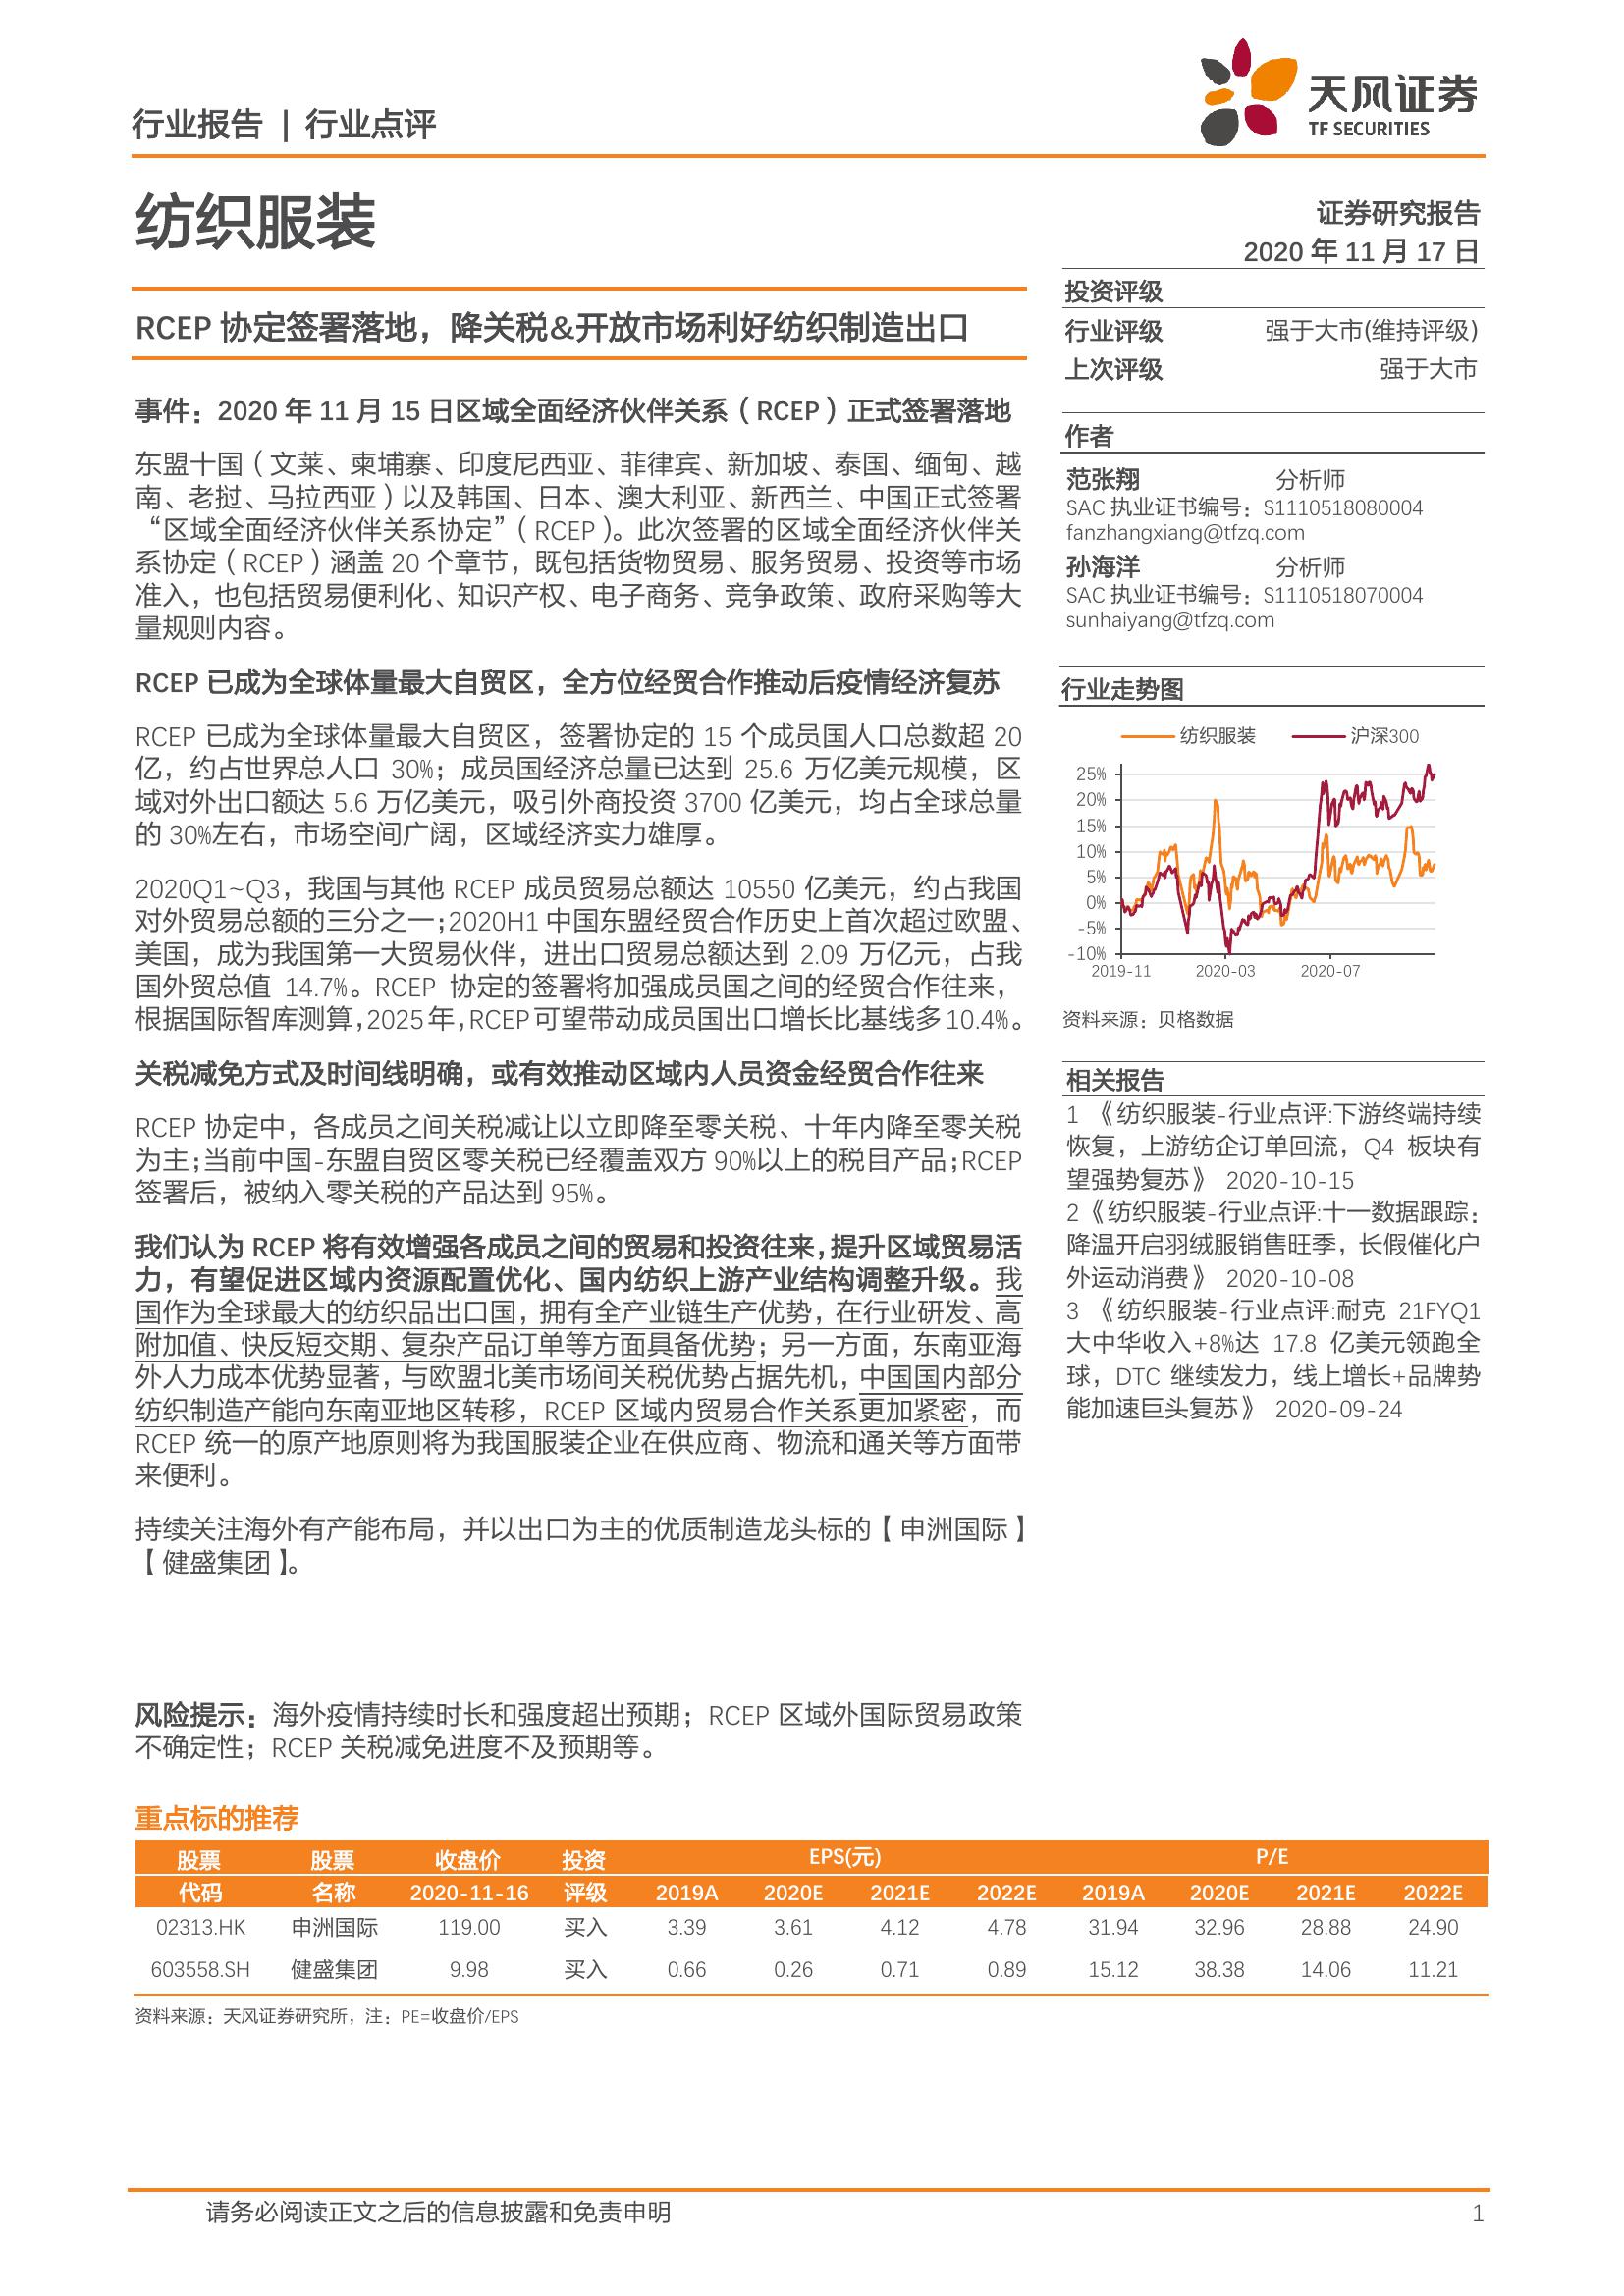 行业报告 | 行业点评
天风证券
TF SECURITIES
纺织服装
证券研究报告
2020 年 11 月 17 日
RCEP 协定签署落地，降关税&开放市场利好纺织制造出口
事件：2020 年 11 月 15 日区域全面经济伙伴关系（RCEP）正式签署落地
东盟十国（文莱、柬埔寨、印度尼西亚、菲律宾、新加坡、泰国、缅甸、越
南、老挝、马拉西亚）以及韩国、日本、澳大利亚、新西兰、中国正式签署
“区域全面经济伙伴关系协定”（RCEP）。此次签署的区域全面经济伙伴关
系协定（RCEP）涵盖 20 个章节，既包括货物贸易、服务贸易、投资等市场
准入，也包括贸易便利化、知识产权、电子商务、竞争政策、政府采购等大
量规则内容。
RCEP 已成为全球体量最大自贸区，全方位经贸合作推动后疫情经济复苏
RCEP 已成为全球体量最大自贸区，签署协定的 15 个成员国人口总数超 20
亿，约占世界总人口 30%；成员国经济总量已达到 25.6 万亿美元规模，区
域对外出口额达 5.6 万亿美元，吸引外商投资 3700 亿美元，均占全球总量
的 30%左右，市场空间广阔，区域经济实力雄厚。
2020Q1~Q3，我国与其他 RCEP 成员贸易总额达 10550 亿美元，约占我国
对外贸易总额的三分之一；2020H1 中国东盟经贸合作历史上首次超过欧盟、
美国，成为我国第一大贸易伙伴，进出口贸易总额达到 2.09 万亿元，占我
国外贸总值 14.7%。RCEP 协定的签署将加强成员国之间的经贸合作往来，
根据国际智库测算，2025 年，RCEP 可望带动成员国出口增长比基线多 10.4%。
关税减免方式及时间线明确，或有效推动区域内人员资金经贸合作往来
RCEP 协定中，各成员之间关税减让以立即降至零关税、十年内降至零关税
为主；当前中国-东盟自贸区零关税已经覆盖双方 90%以上的税目产品；RCEP
签署后，被纳入零关税的产品达到 95%。
我们认为 RCEP 将有效增强各成员之间的贸易和投资往来，提升区域贸易活
力，有望促进区域内资源配置优化、国内纺织上游产业结构调整升级。我
国作为全球最大的纺织品出口国，拥有全产业链生产优势，在行业研发、高
附加值、快反短交期、复杂产品订单等方面具备优势；另一方面，东南亚海
外人力成本优势显著，与欧盟北美市场间关税优势占据先机，中国国内部分
纺织制造产能向东南亚地区转移，RCEP 区域内贸易合作关系更加紧密，而
RCEP 统一的原产地原则将为我国服装企业在供应商、物流和通关等方面带
来便利。
持续关注海外有产能布局，并以出口为主的优质制造龙头标的【申洲国际】
【健盛集团】。
风险提示：海外疫情持续时长和强度超出预期；RCEP 区域外国际贸易政策
不确定性；RCEP 关税减免进度不及预期等。
投资评级
行业评级 强于大市(维持评级)
上次评级 强于大市
作者
范张翔 分析师
SAC 执业证书编号：S1110518080004
fanzhangxiang@tfzq.com
孙海洋 分析师
SAC 执业证书编号：S1110518070004
sunhaiyang@tfzq.com
行业走势图
纺织服装 沪深300
25%
20%
15%
10%
5%
0%
-5%
-10%
2019-11 2020-03 2020-07
资料来源：贝格数据
相关报告
1 《纺织服装-行业点评:下游终端持续
恢复，上游纺企订单回流，Q4 板块有
望强势复苏》 2020-10-15
2《纺织服装-行业点评:十一数据跟踪：
降温开启羽绒服销售旺季，长假催化户
外运动消费》 2020-10-08
3 《纺织服装-行业点评:耐克 21FYQ1
大中华收入+8%达 17.8 亿美元领跑全
球，DTC 继续发力，线上增长+品牌势
能加速巨头复苏》 2020-09-24
重点标的推荐
股票 股票 收盘价 投资 EPS(元) P/E
代码 名称 2020-11-16 评级 2019A 2020E 2021E 2022E 2019A 2020E 2021E 2022E
02313.HK 申洲国际 119.00 买入 3.39 3.61 4.12 4.78 31.94 32.96 28.88 24.90
603558.SH 健盛集团 9.98 买入 0.66 0.26 0.71 0.89 15.12 38.38 14.06 11.21
资料来源：天风证券研究所，注：PE=收盘价/EPS
请务必阅读正文之后的信息披露和免责申明 1